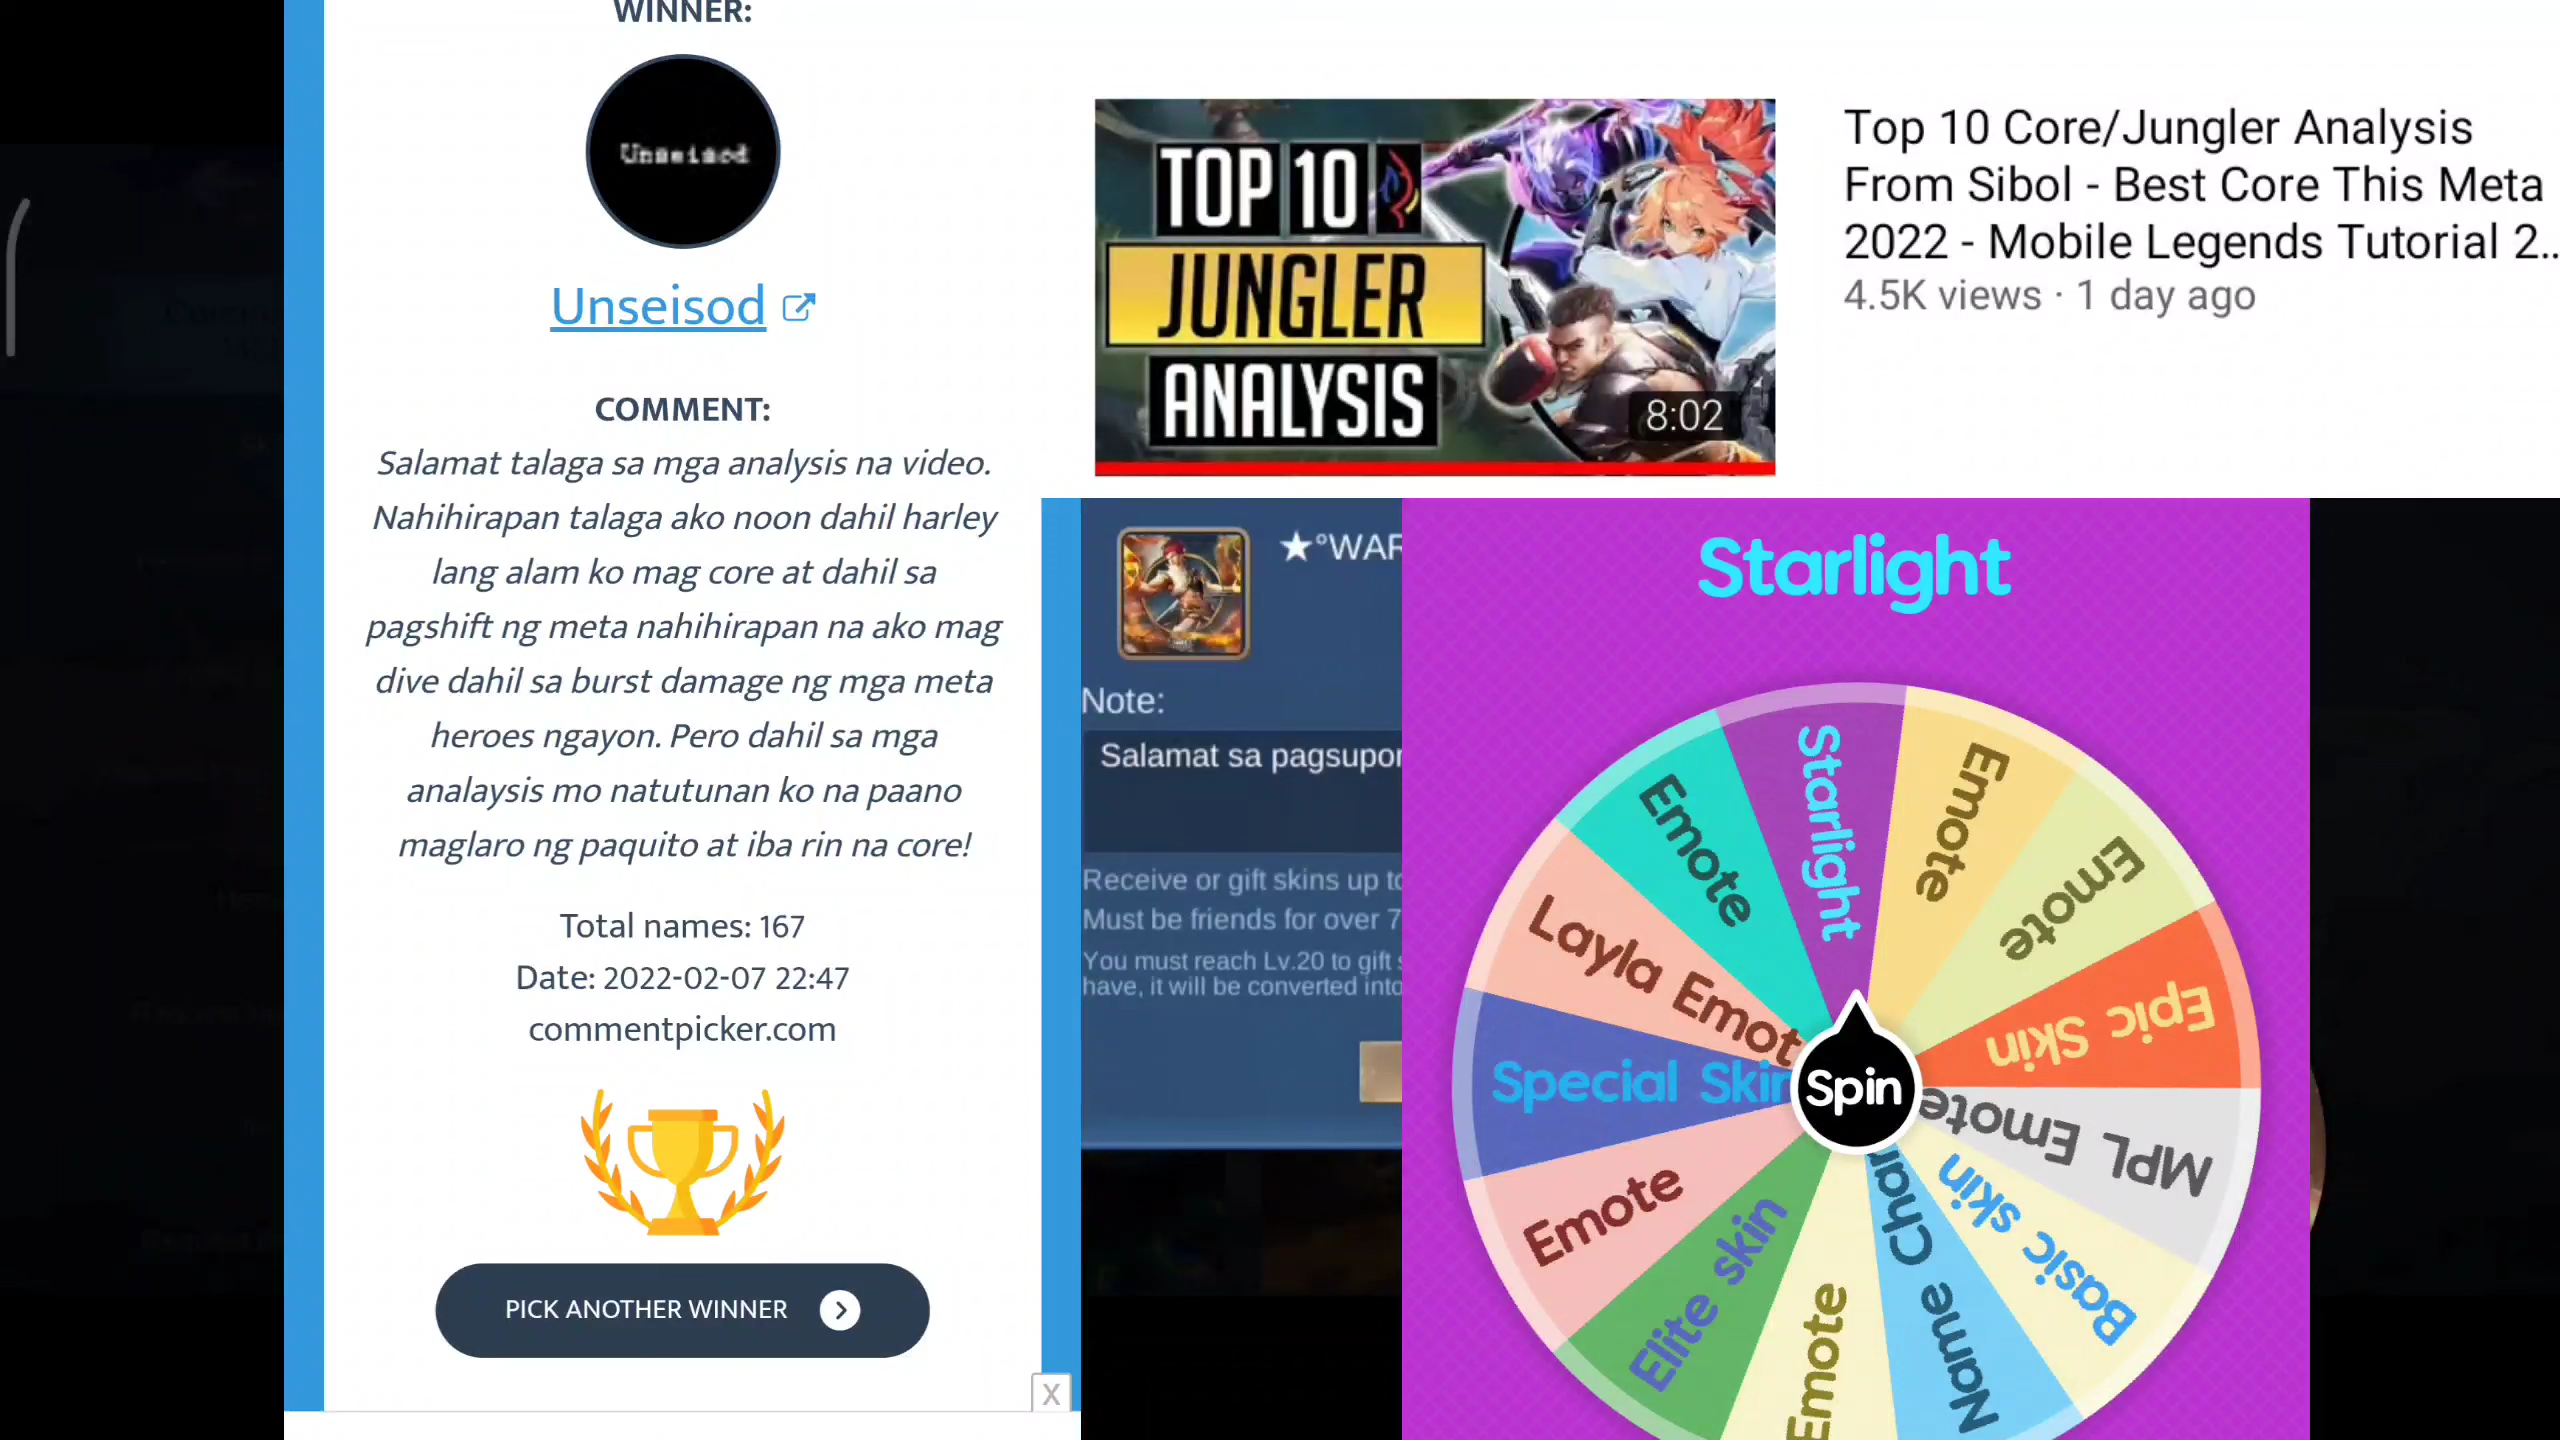 WINNER:
Unseisod
Unseisod
COMMENT:
Salamat talaga sa mga analysis na video.
Nahihirapan talaga ako noon dahil harley
lang alam ko mag core at dahil sa
pagshift ng meta nahihirapan na ako mag
dive dahil sa burst damage ng mga meta
heroes ngayon. Pero dahil sa mga
analaysis mo natutunan ko na paano
maglaro ng paquito at iba rin na core!
Total names: 167
Date: 2022-02-07 22:47
commentpicker.com
PICK ANOTHER WINNER
X
TOP 10
JUNGLER
ANALYSIS
8:02
Top 10 Core/Jungler Analysis
From Sibol - Best Core This Meta
2022 - Mobile Legends Tutorial 2..
4.5K views · 1 day ago
★°WAR
Note:
Salamat sa pagsupor
Receive or gift skins up to
Must be friends for over 7
You must reach Lv.20 to gift s
have, it will be converted into
Starlight
Starlight
Emote
Emote
Epic Skin
MPL Emote
Basic skin
Name Chan
Emote
Elite skin
Emote
Special Skin
Layla Emot
Emote
Spin